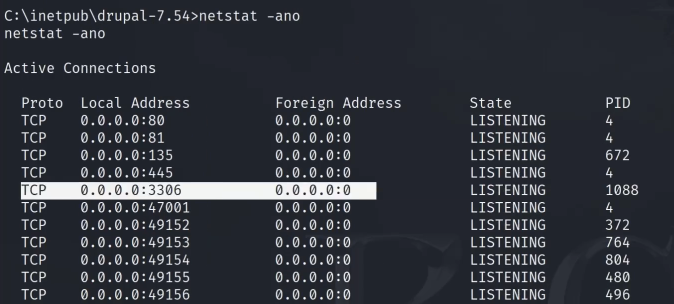 C:\inetpub\drupal-7.54>netstat -ano
netstat -ano
Active Connections
Proto  Local Address          Foreign Address        State           PID
TCP    0.0.0.0:80             0.0.0.0:0              LISTENING       4
TCP    0.0.0.0:81             0.0.0.0:0              LISTENING       4
TCP    0.0.0.0:135            0.0.0.0:0              LISTENING       672
TCP    0.0.0.0:445            0.0.0.0:0              LISTENING       4
TCP    0.0.0.0:3306           0.0.0.0:0              LISTENING       1088
TCP    0.0.0.0:47001          0.0.0.0:0              LISTENING       4
TCP    0.0.0.0:49152          0.0.0.0:0              LISTENING       372
TCP    0.0.0.0:49153          0.0.0.0:0              LISTENING       764
TCP    0.0.0.0:49154          0.0.0.0:0              LISTENING       804
TCP    0.0.0.0:49155          0.0.0.0:0              LISTENING       480
TCP    0.0.0.0:49156          0.0.0.0:0              LISTENING       496